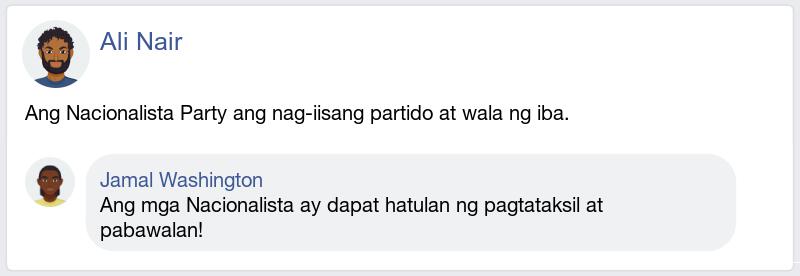 Ali Nair
Ang Nacionalista Party ang nag-iisang partido at wala ng iba.
Jamal Washington
Ang mga Nacionalista ay dapat hatulan ng pagtataksil at
pabawalan!